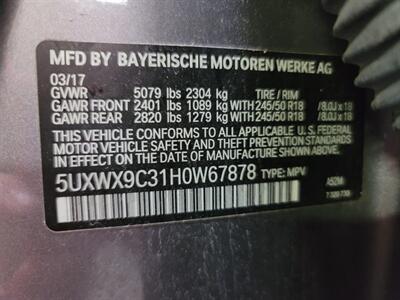 MFD BY BAYERISCHE MOTOREN WERKE AG
03/17
GVWR 5079 lbs 2304 kg TIRE / RIM
GAWR FRONT 2401 lbs 1089 kg WITH 245/50 R18 / 8.0J x 18
GAWR REAR 2820 lbs 1279 kg WITH 245/50 R18 / 8.0J x 18
THIS VEHICLE CONFORMS TO ALL APPLICABLE U.S. FEDERAL
MOTOR VEHICLE SAFETY, BUMPER, AND THEFT PREVENTION
STANDARDS IN EFFECT ON THE DATE OF MANUFACTURE SHOWN ABOVE.
5UXWX9C31H0W67878 TYPE: MPV
A52M